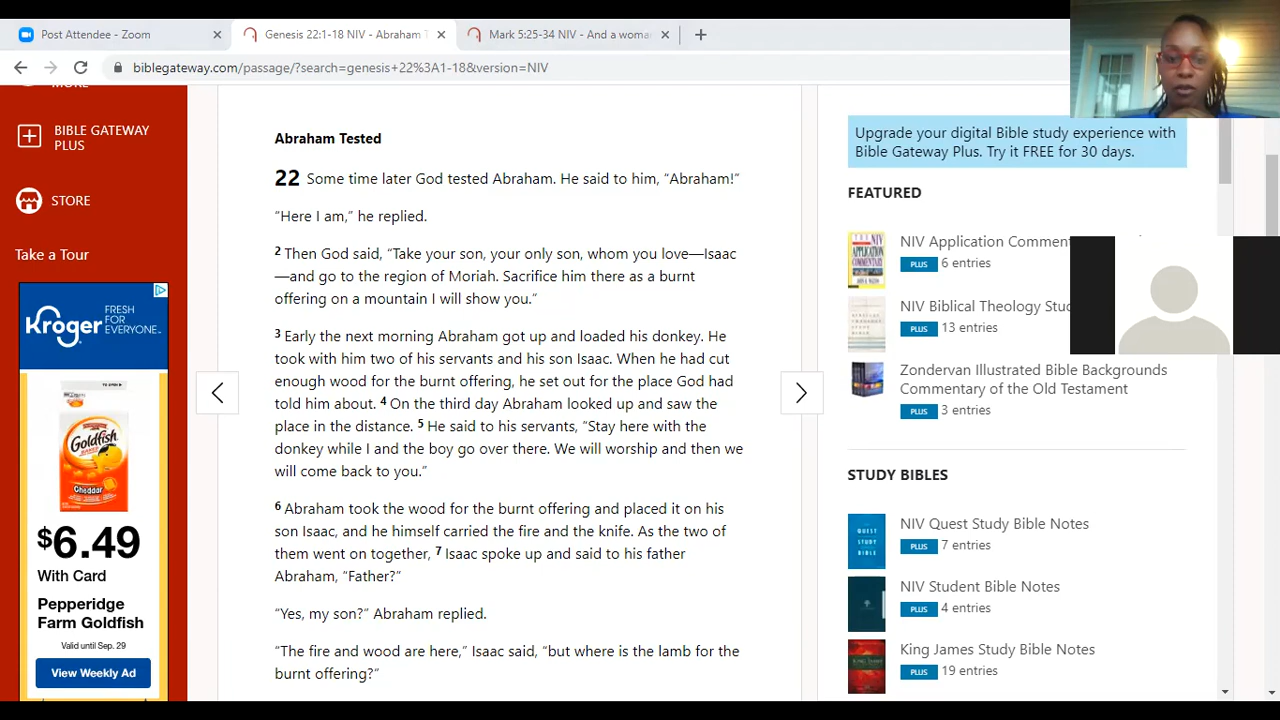 Post Attendee - Zoom
Genesis 22:1-18 NIV - Abraham T
Mark 5:25-34 NIV - And a woma
biblegateway.com/passage/?search=genesis+22%3A1-18&version=NIV
MORE
BIBLE GATEWAY
PLUS
STORE
Take a Tour
Kroger
FRESH
FOR
EVERYONE
Goldfish
Cheddar
$6.49
With Card
Pepperidge
Farm Goldfish
Valid until Sep. 29
View Weekly Ad
Abraham Tested
22 Some time later God tested Abraham. He said to him, “Abraham!”
“Here I am,” he replied.
2 Then God said, “Take your son, your only son, whom you love—Isaac
—and go to the region of Moriah. Sacrifice him there as a burnt
offering on a mountain I will show you.”
3 Early the next morning Abraham got up and loaded his donkey. He
took with him two of his servants and his son Isaac. When he had cut
enough wood for the burnt offering, he set out for the place God had
told him about. 4 On the third day Abraham looked up and saw the
place in the distance. 5 He said to his servants, “Stay here with the
donkey while I and the boy go over there. We will worship and then we
will come back to you.”
6 Abraham took the wood for the burnt offering and placed it on his
son Isaac, and he himself carried the fire and the knife. As the two of
them went on together, 7 Isaac spoke up and said to his father
Abraham, “Father?”
“Yes, my son?” Abraham replied.
“The fire and wood are here,” Isaac said, “but where is the lamb for the
burnt offering?”
Upgrade your digital Bible study experience with
Bible Gateway Plus. Try it FREE for 30 days.
FEATURED
NIV Application Comment
PLUS 6 entries
NIV Biblical Theology Stu
PLUS 13 entries
Zondervan Illustrated Bible Backgrounds
Commentary of the Old Testament
PLUS 3 entries
STUDY BIBLES
NIV Quest Study Bible Notes
PLUS 7 entries
NIV Student Bible Notes
PLUS 4 entries
King James Study Bible Notes
PLUS 19 entries